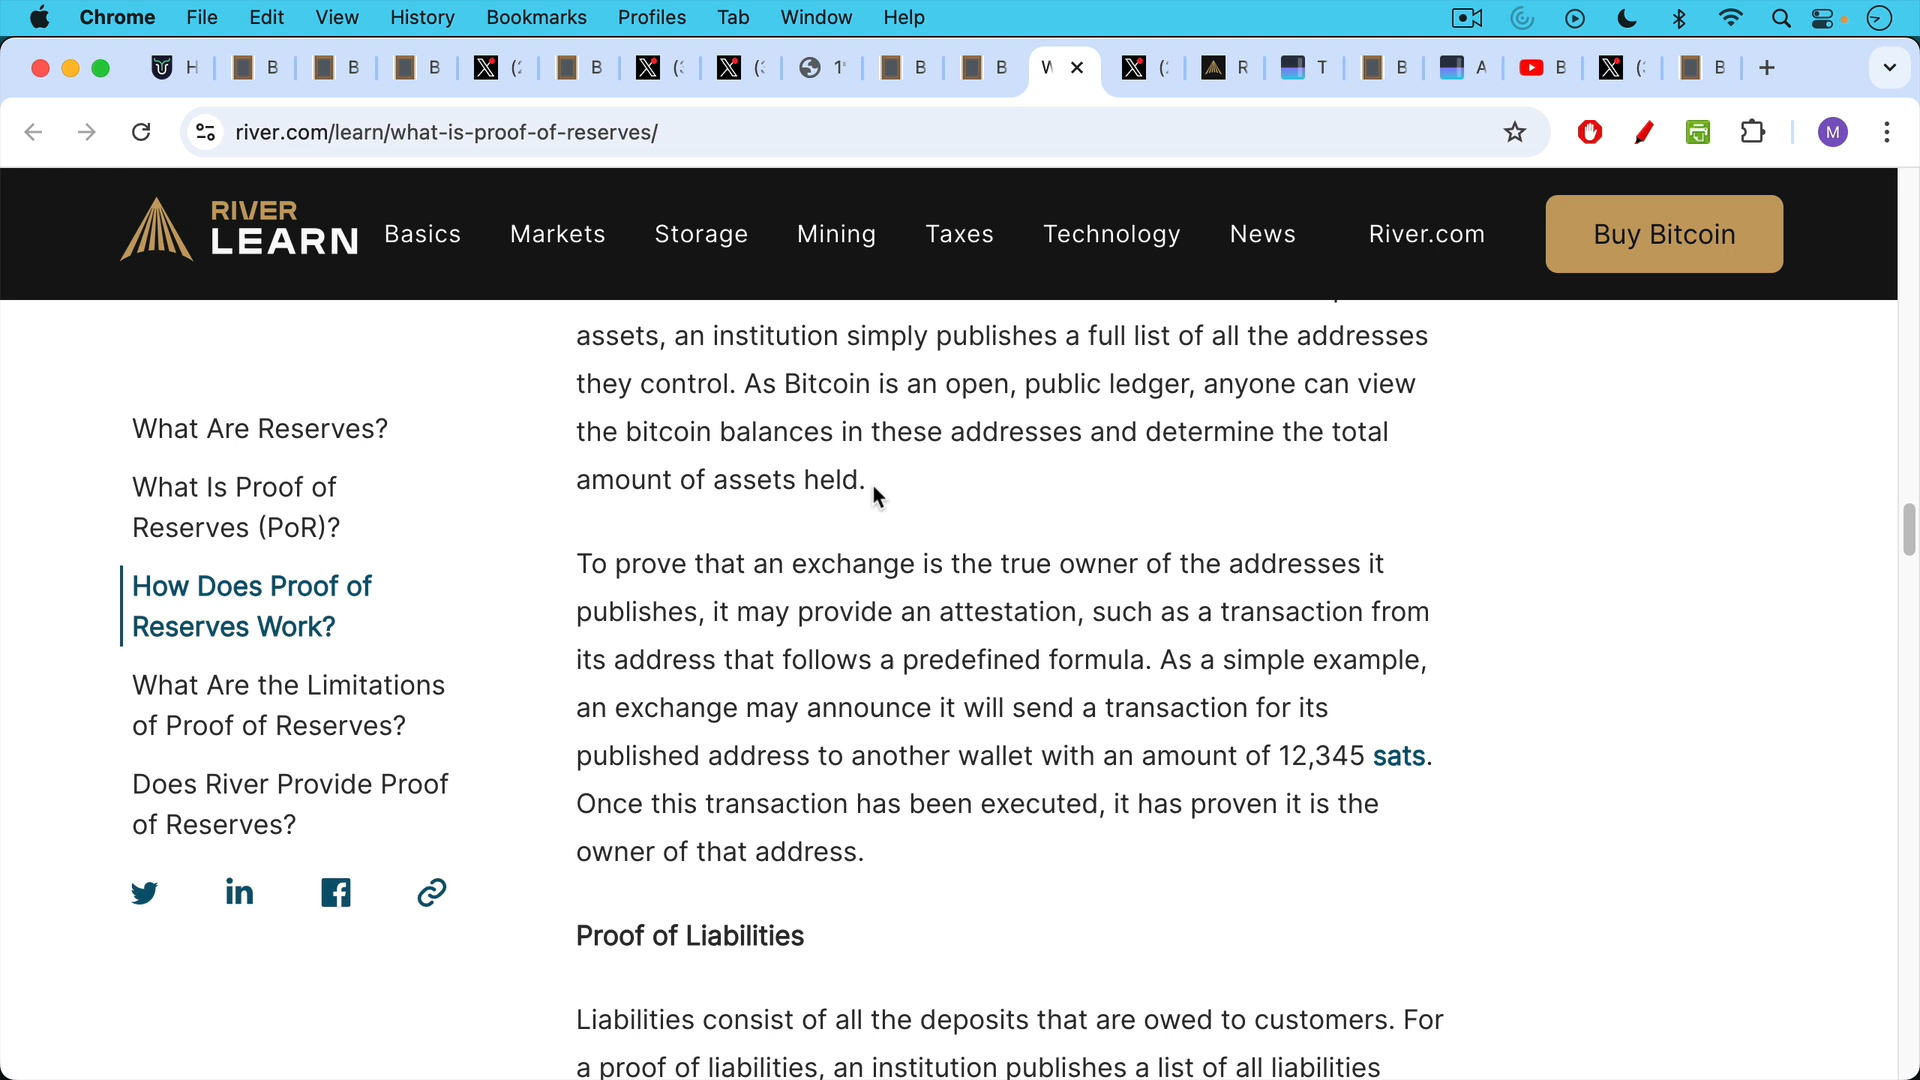 Chrome File Edit View History Bookmarks Profiles Tab Window Help
H B B B (2 B (3 (3 1 B B W (2 R T B A B (3 B
river.com/learn/what-is-proof-of-reserves/
M
RIVER
LEARN
Basics Markets Storage Mining Taxes Technology News River.com Buy Bitcoin
What Are Reserves?
What Is Proof of
Reserves (PoR)?
How Does Proof of
Reserves Work?
What Are the Limitations
of Proof of Reserves?
Does River Provide Proof
of Reserves?
assets, an institution simply publishes a full list of all the addresses
they control. As Bitcoin is an open, public ledger, anyone can view
the bitcoin balances in these addresses and determine the total
amount of assets held.
To prove that an exchange is the true owner of the addresses it
publishes, it may provide an attestation, such as a transaction from
its address that follows a predefined formula. As a simple example,
an exchange may announce it will send a transaction for its
published address to another wallet with an amount of 12,345 sats.
Once this transaction has been executed, it has proven it is the
owner of that address.
Proof of Liabilities
Liabilities consist of all the deposits that are owed to customers. For
a proof of liabilities, an institution publishes a list of all liabilities